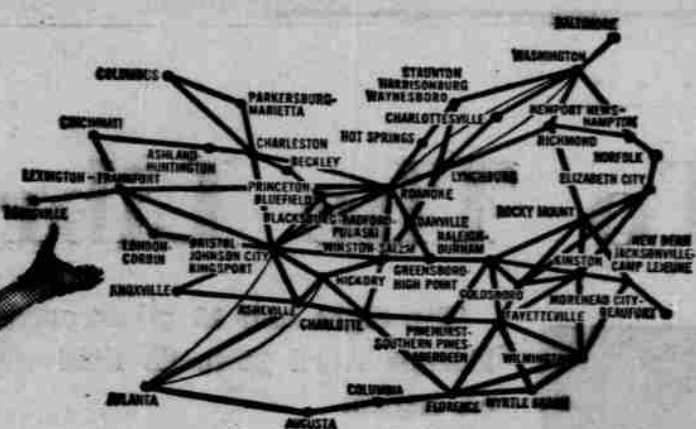 BALTIMORE
WASHINGTON
COLUMBUS
STAUNTON
HARRISONBURG
WAYNESBORO
PARKERSBURG-
MARIETTA
CHARLOTTESVILLE
NEWPORT NEWS-
HAMPTON
CINCINNATI
CHARLESTON
HOT SPRINGS
RICHMOND
ASHLAND-
HUNTINGTON
BECKLEY
NORFOLK
LEXINGTON-FRANKFORT
PRINCETON
BLUEFIELD
ROANOKE
LYNCHBURG
ELIZABETH CITY
LOUISVILLE
BLACKSBURG-RADFORD-
PULASKI
DANVILLE
ROCKY MOUNT
LONDON-
CORBIN
BRISTOL
JOHNSON CITY
KINGSPORT
WINSTON-SALEM
RALEIGH-
DURHAM
NEW BERN
JACKSONVILLE-
CAMP LEJEUNE
KINSTON
KNOXVILLE
HICKORY
GREENSBORO-
HIGH POINT
GOLDSBORO
MOREHEAD CITY-
BEAUFORT
ASHEVILLE
CHARLOTTE
PINEHURST-
SOUTHERN PINES-
ABERDEEN
FAYETTEVILLE
WILMINGTON
ATLANTA
COLUMBIA
FLORENCE
MYRTLE BEACH
AUGUSTA